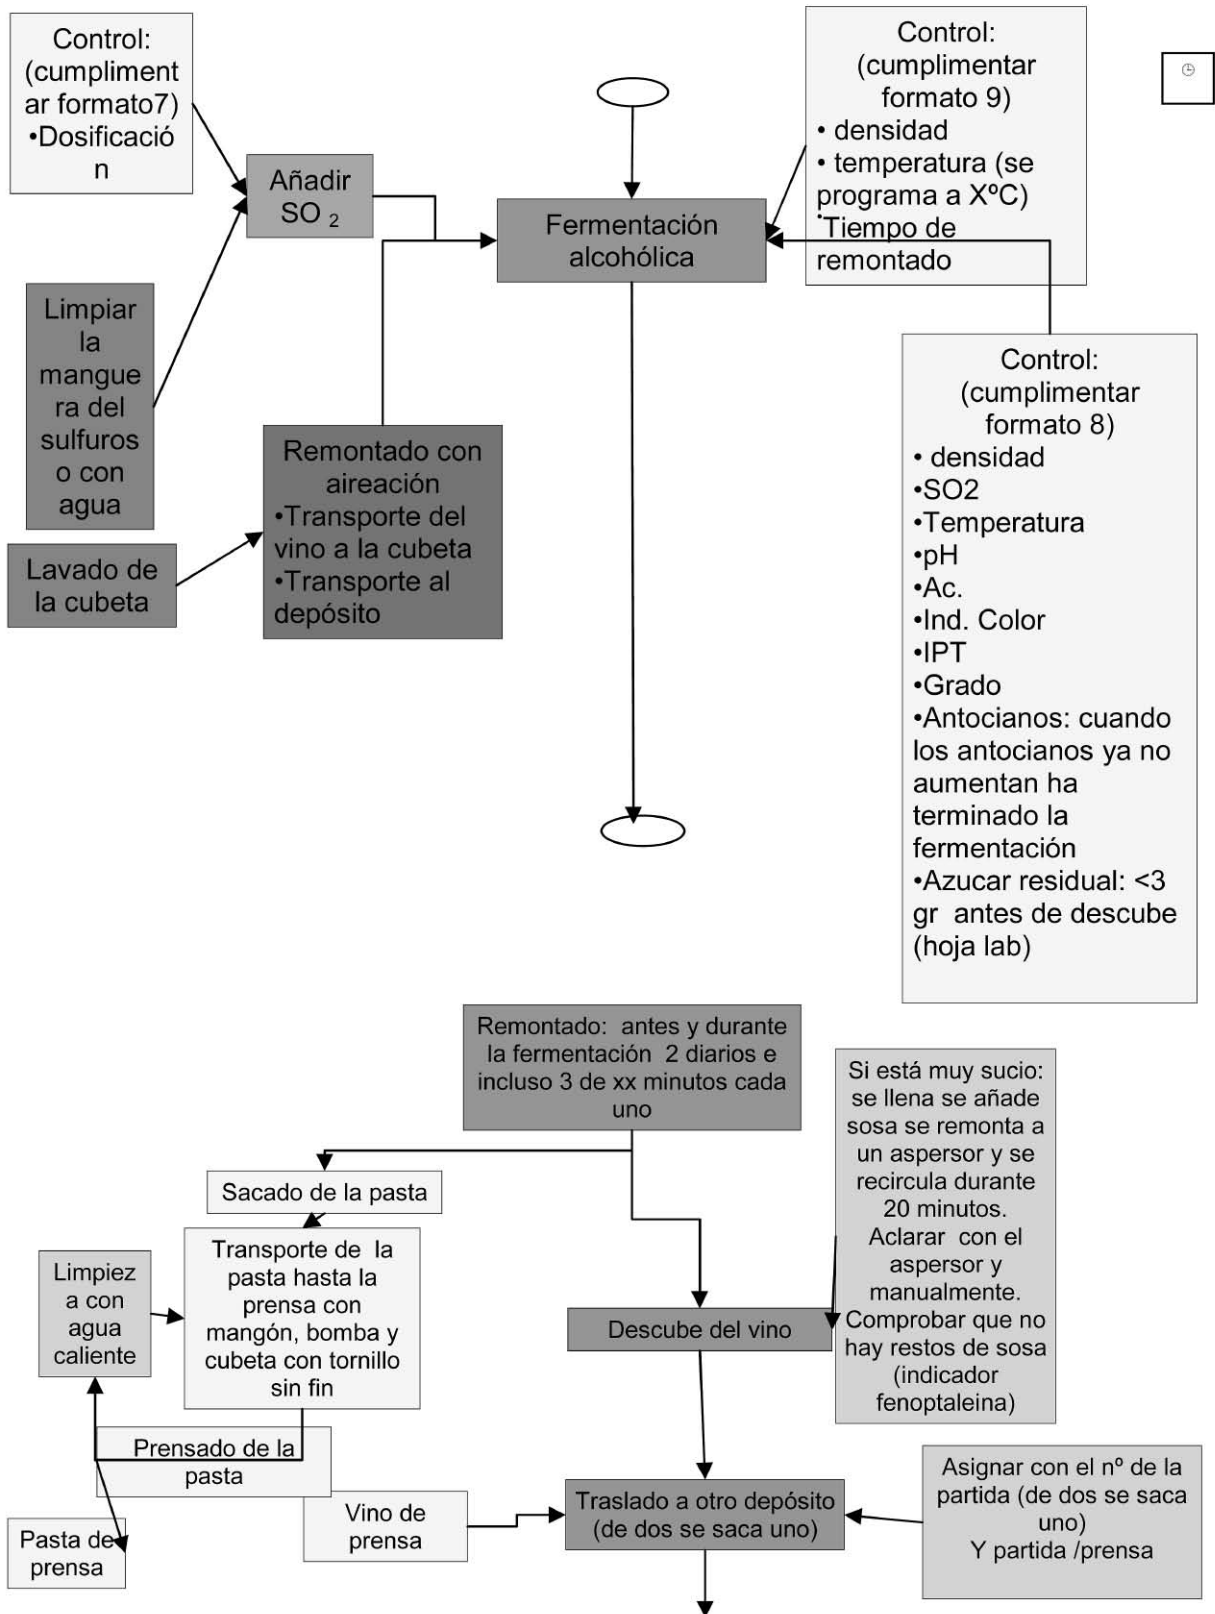 Control:
(cumpliment
ar formato7)
•Dosificació
n
Añadir
SO 2
Limpiar
la
mangue
ra del
sulfuros
o con
agua
Lavado de
la cubeta
Remontado con
aireación
•Transporte del
vino a la cubeta
•Transporte al
depósito
Fermentación
alcohólica
Control:
(cumplimentar
formato 9)
• densidad
• temperatura (se
programa a XºC)
•Tiempo de
remontado
Control:
(cumplimentar
formato 8)
• densidad
•SO2
•Temperatura
•pH
•Ac.
•Ind. Color
•IPT
•Grado
•Antocianos: cuando
los antocianos ya no
aumentan ha
terminado la
fermentación
•Azucar residual: <3
gr antes de descube
(hoja lab)
Remontado: antes y durante
la fermentación 2 diarios e
incluso 3 de xx minutos cada
uno
Si está muy sucio:
se llena se añade
sosa se remonta a
un aspersor y se
recircula durante
20 minutos.
Aclarar con el
aspersor y
manualmente.
Comprobar que no
hay restos de sosa
(indicador
fenoptaleina)
Sacado de la pasta
Transporte de la
pasta hasta la
prensa con
mangón, bomba y
cubeta con tornillo
sin fin
Limpiez
a con
agua
caliente
Descube del vino
Prensado de la
pasta
Pasta de
prensa
Vino de
prensa
Traslado a otro depósito
(de dos se saca uno)
Asignar con el nº de la
partida (de dos se saca
uno)
Y partida /prensa